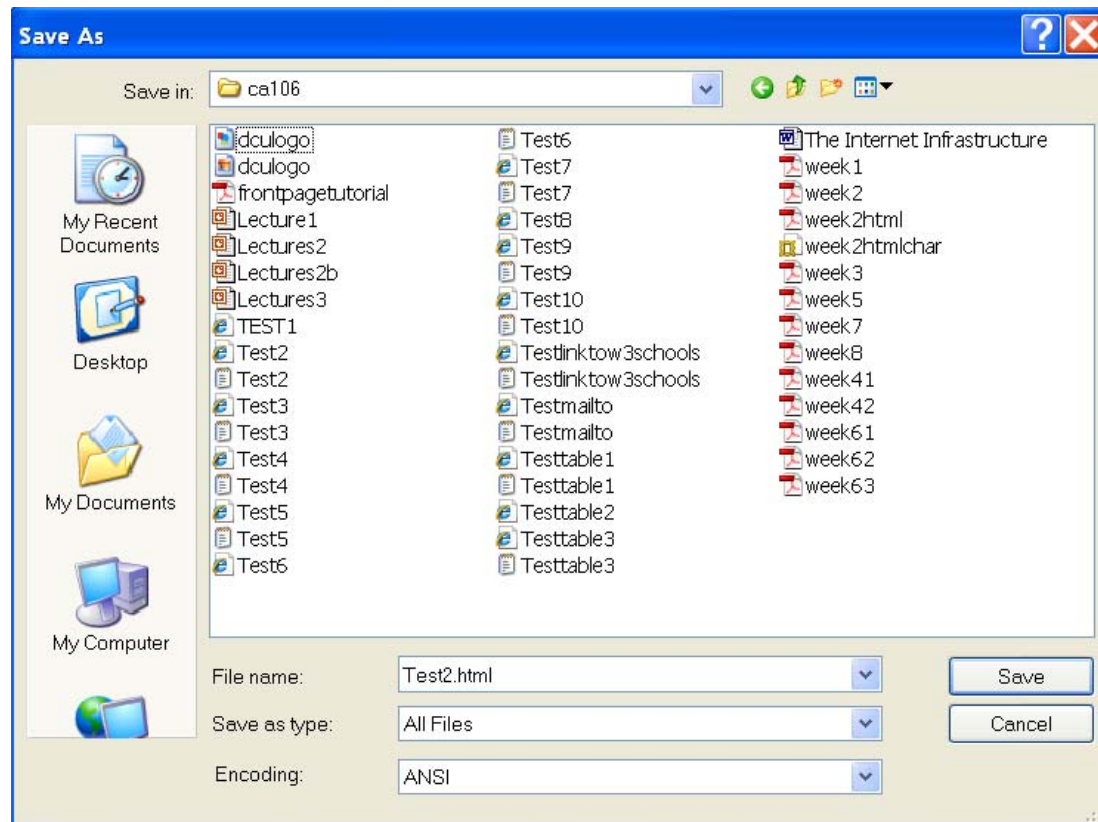 Save As
Save in:
ca106
My Recent
Documents
Desktop
My Documents
My Computer
dculogo
dculogo
frontpagetutorial
Lecture1
Lectures2
Lectures2b
Lectures3
TEST1
Test2
Test2
Test3
Test3
Test4
Test4
Test5
Test5
Test6
Test6
Test7
Test7
Test8
Test9
Test9
Test10
Test10
Testlinktow3schools
Testlinktow3schools
Testmailto
Testmailto
Testtable1
Testtable1
Testtable2
Testtable3
Testtable3
The Internet Infrastructure
week1
week2
week2html
week2htmlchar
week3
week5
week7
week8
week41
week42
week61
week62
week63
File name:
Test2.html
Save
Save as type:
All Files
Cancel
Encoding:
ANSI